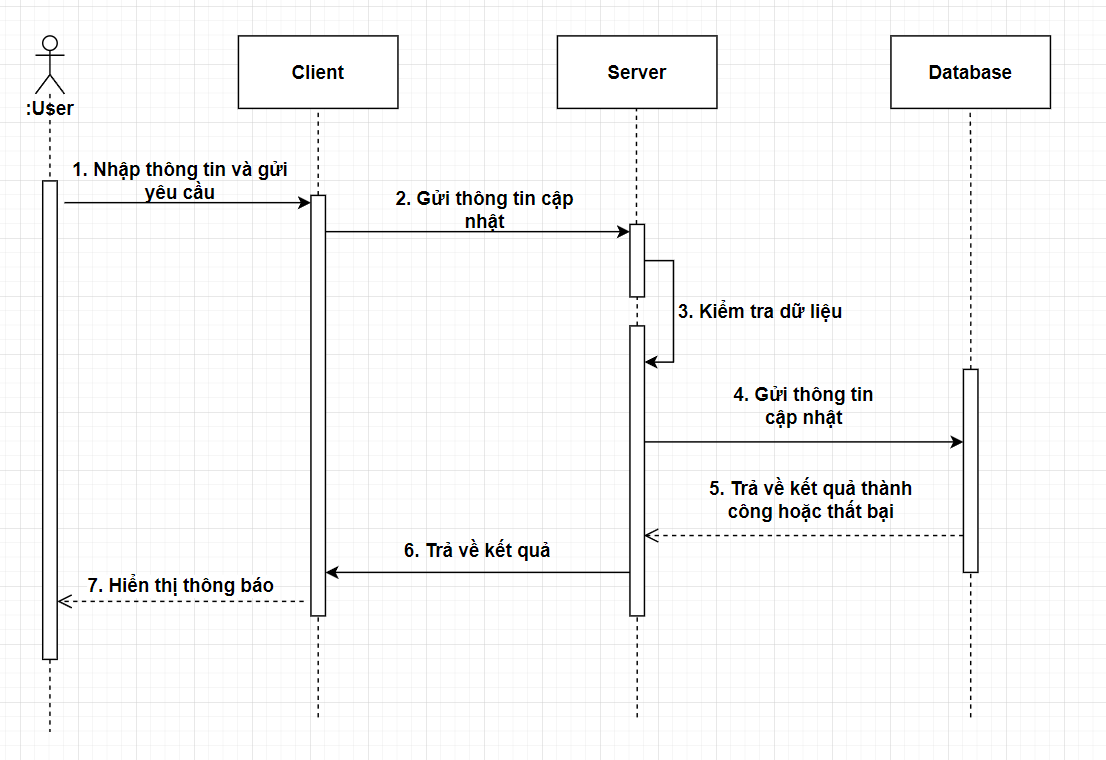 :User
Client
Server
Database
1. Nhập thông tin và gửi
yêu cầu
2. Gửi thông tin cập
nhật
3. Kiểm tra dữ liệu
4. Gửi thông tin
cập nhật
5. Trả về kết quả thành
công hoặc thất bại
6. Trả về kết quả
7. Hiển thị thông báo